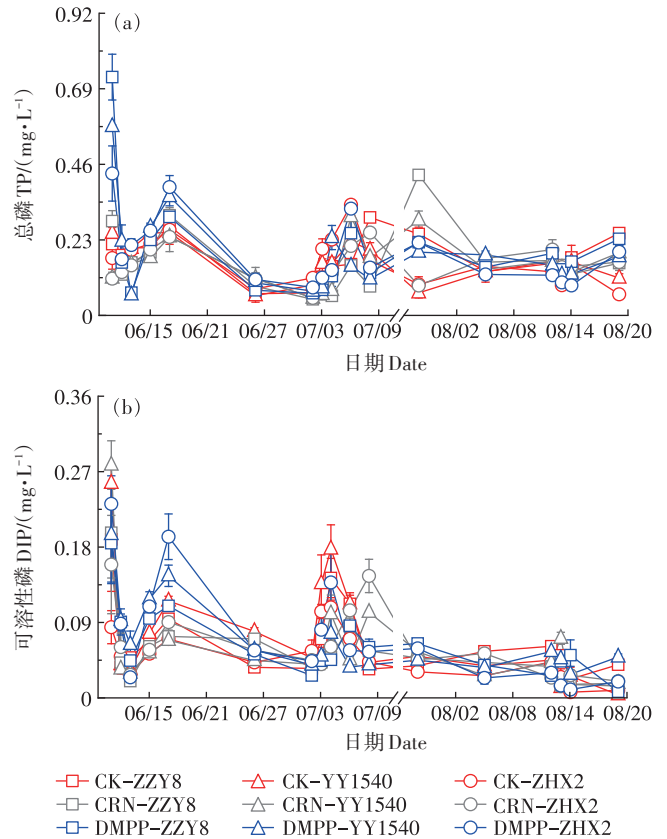 (a)
总磷 TP/(mg•L⁻¹)
0.92
0.69
0.46
0.23
0
06/15 06/21 06/27 07/03 07/09 08/02 08/08 08/14 08/20
日期 Date
(b)
可溶性磷 DIP/(mg•L⁻¹)
0.36
0.27
0.18
0.09
0
06/15 06/21 06/27 07/03 07/09 08/02 08/08 08/14 08/20
日期 Date
CK-ZZY8 CK-YY1540 CK-ZHX2
CRN-ZZY8 CRN-YY1540 CRN-ZHX2
DMPP-ZZY8 DMPP-YY1540 DMPP-ZHX2